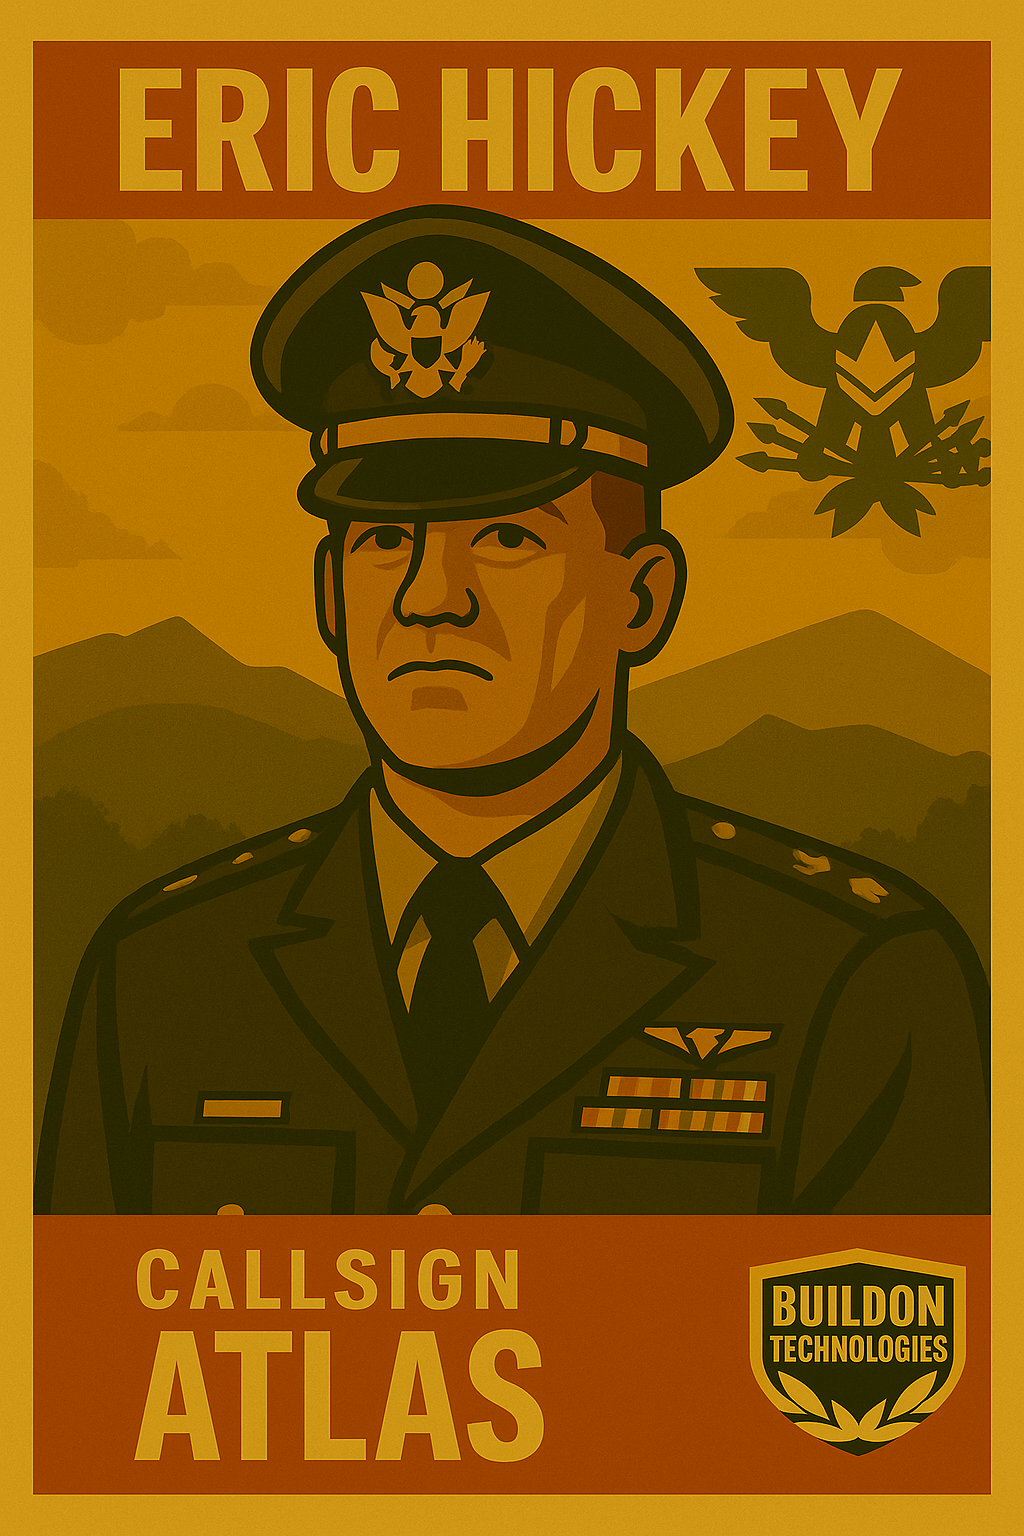 ERIC HICKEY
CALLSIGN
ATLAS
BUILDON
TECHNOLOGIES